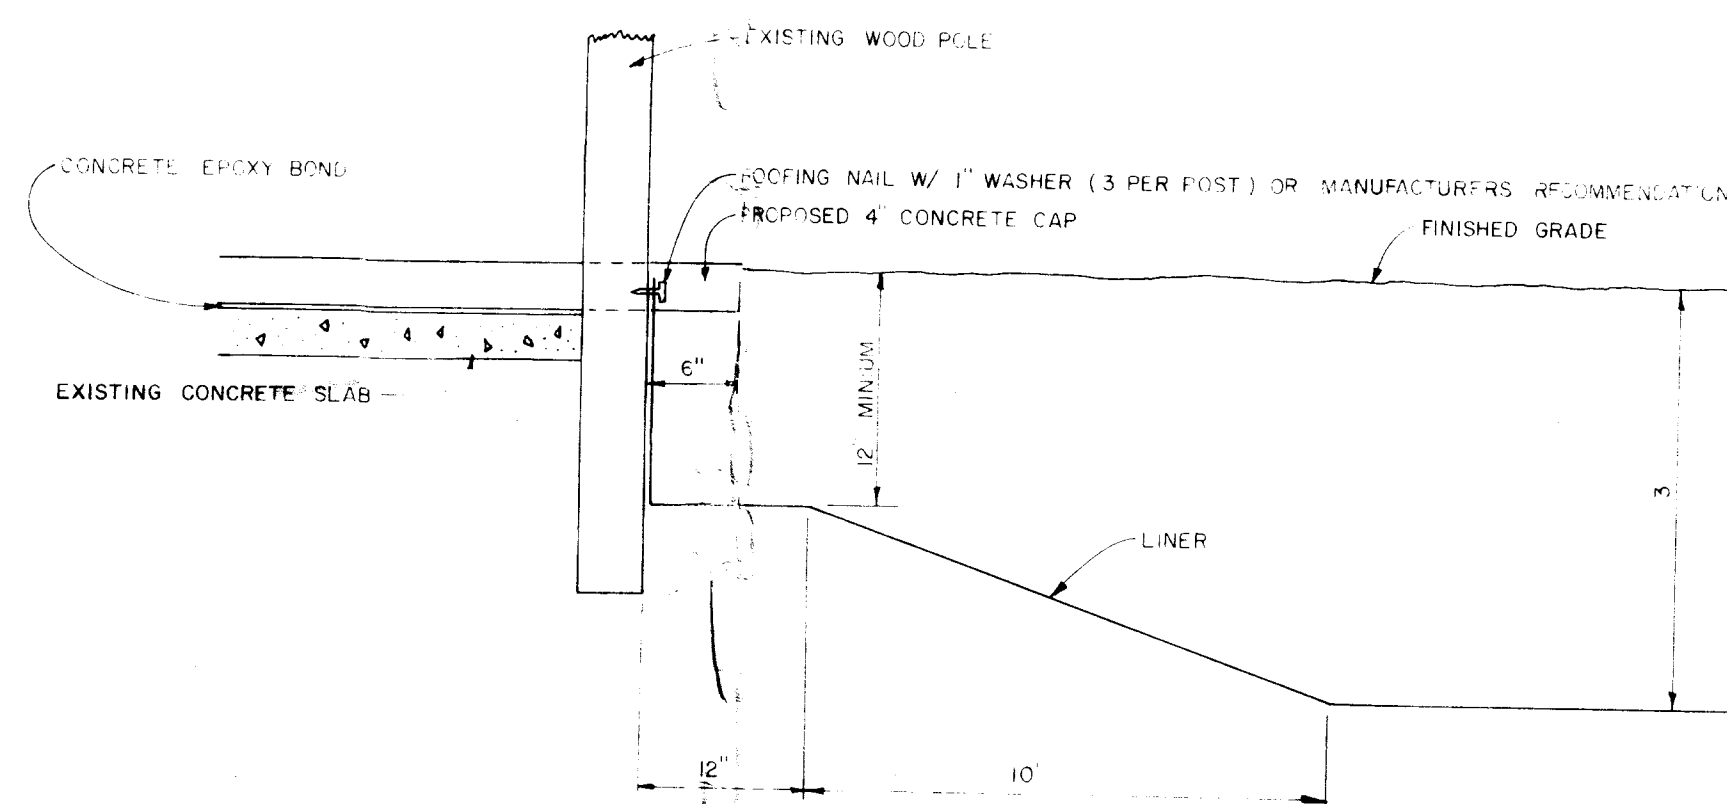 EXISTING WOOD POLE
CONCRETE EPOXY BOND
ROOFING NAIL W/ 1" WASHER (3 PER POST) OR MANUFACTURERS RECOMMENDATION
PROPOSED 4" CONCRETE CAP
FINISHED GRADE
6"
12" MINIUM
EXISTING CONCRETE SLAB
3
LINER
12"
10'